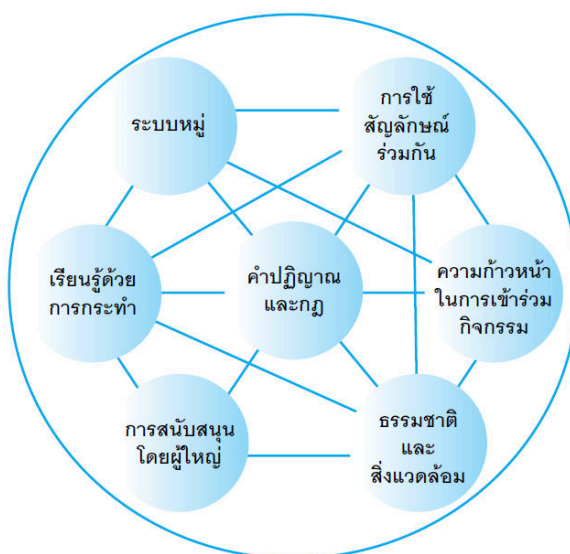 ระบบหมู่
การใช้
สัญลักษณ์
ร่วมกัน
เรียนรู้ด้วย
การกระทำ
คำปฏิญาณ
และกฎ
ความก้าวหน้า
ในการเข้าร่วม
กิจกรรม
การสนับสนุน
โดยผู้ใหญ่
ธรรมชาติ
และ
สิ่งแวดล้อม